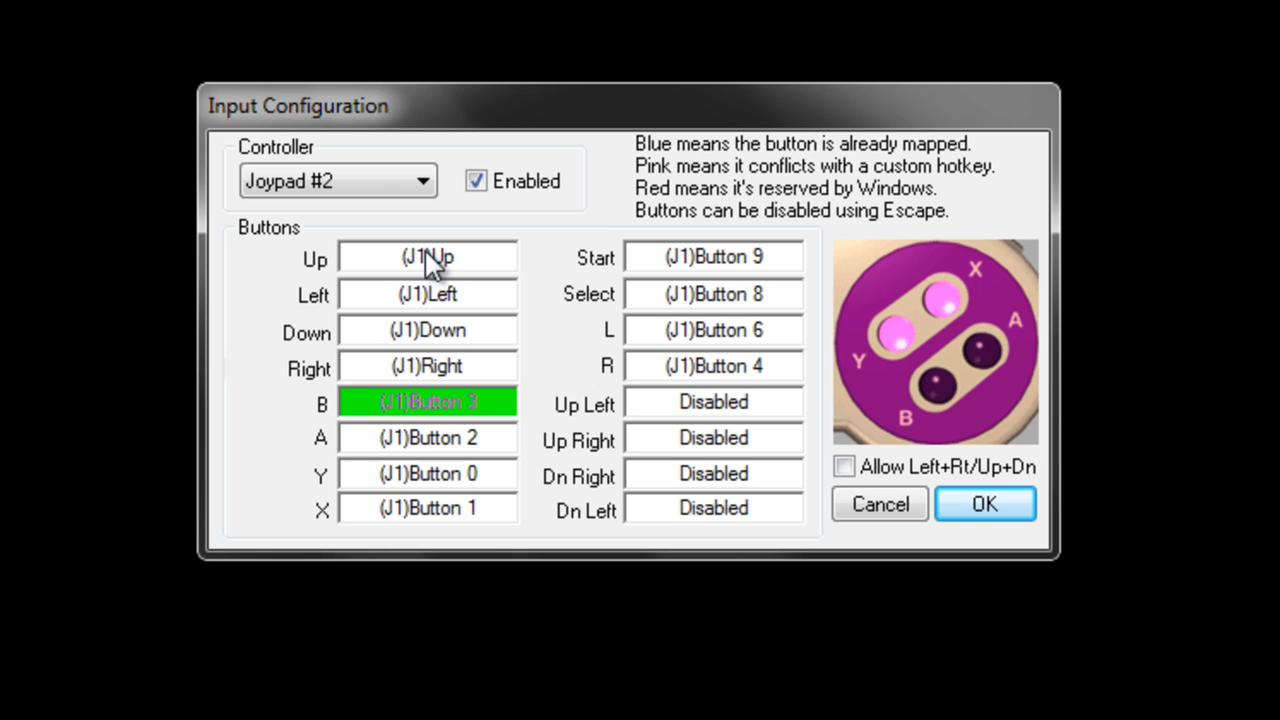 Input Configuration
Controller
Joypad #2
Enabled
Blue means the button is already mapped.
Pink means it conflicts with a custom hotkey.
Red means it's reserved by Windows.
Buttons can be disabled using Escape.
Buttons
Up (J1)Up
Left (J1)Left
Down (J1)Down
Right (J1)Right
B (J1)Button 3
A (J1)Button 2
Y (J1)Button 0
X (J1)Button 1
Start (J1)Button 9
Select (J1)Button 8
L (J1)Button 6
R (J1)Button 4
Up Left Disabled
Up Right Disabled
Dn Right Disabled
Dn Left Disabled
X
A
Y
B
Allow Left+Rt/Up+Dn
Cancel OK